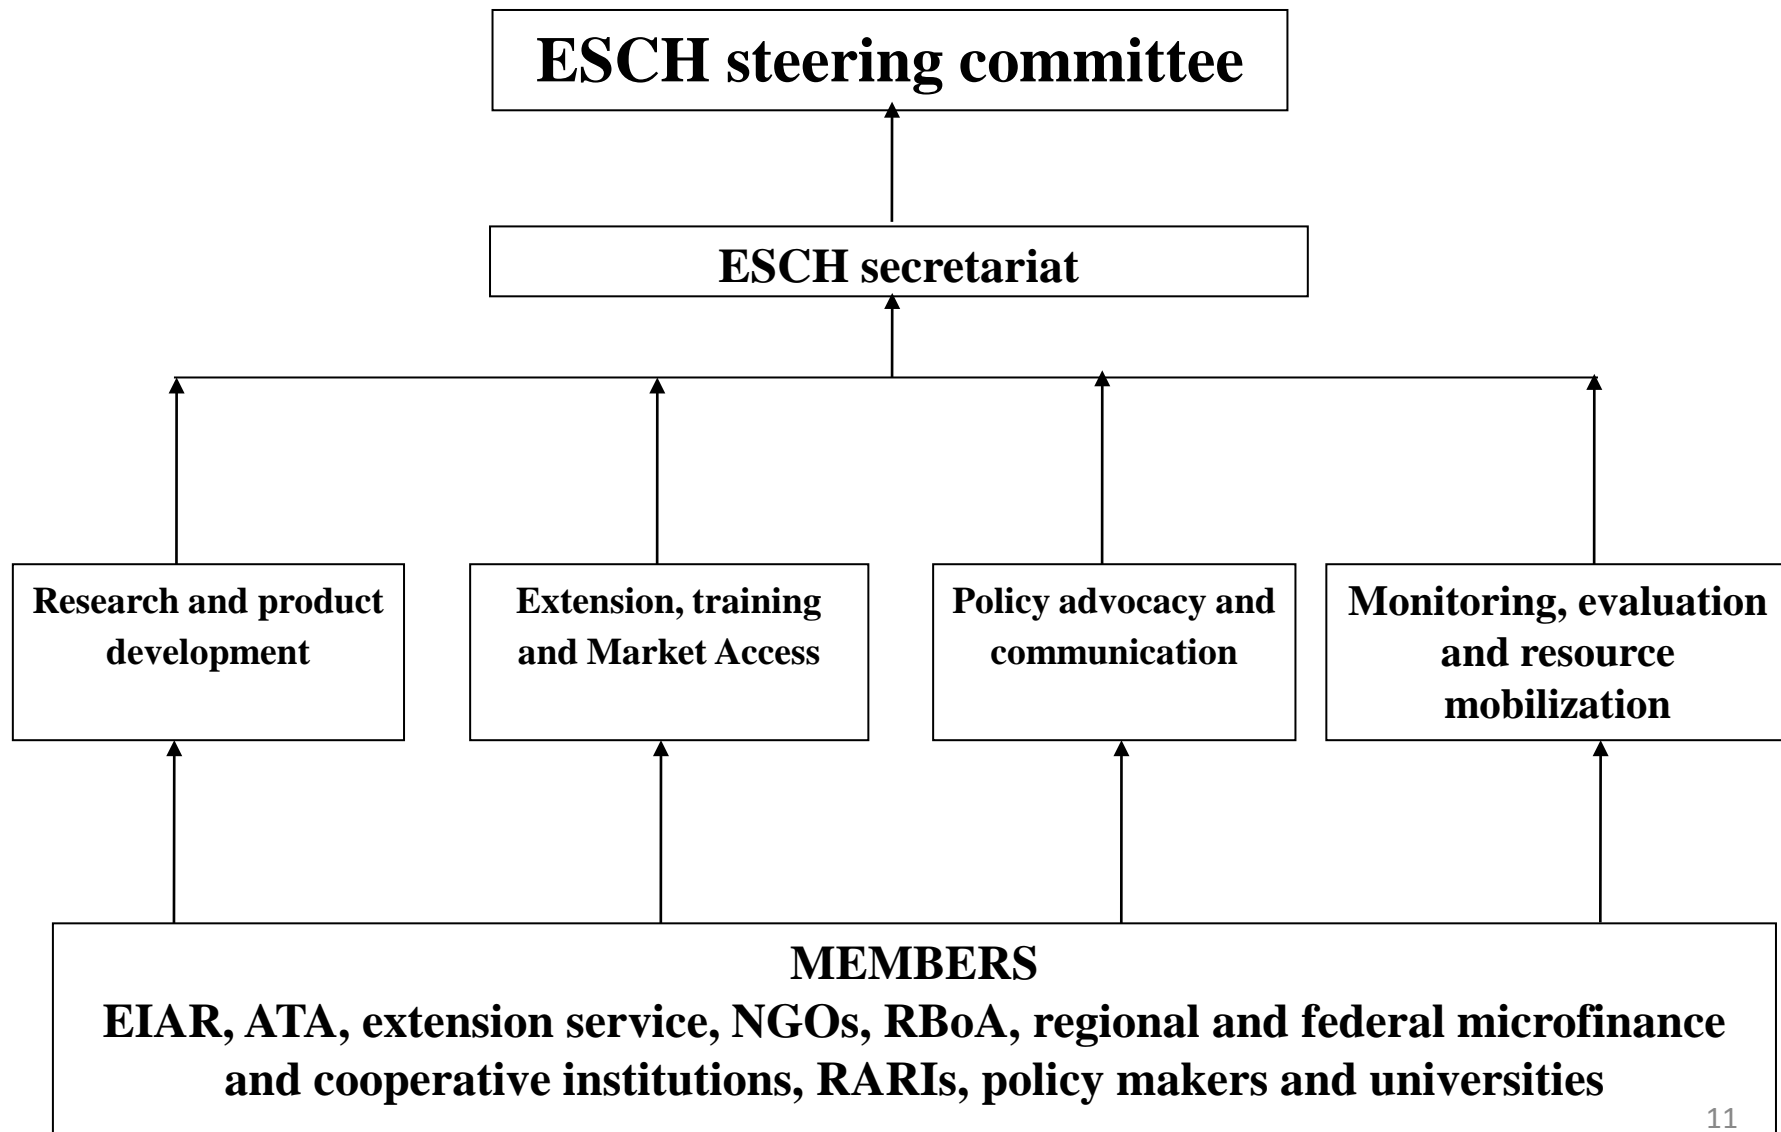 ESCH steering committee
ESCH secretariat
Research and product
development
Extension, training
and Market Access
Policy advocacy and
communication
Monitoring, evaluation
and resource
mobilization
MEMBERS
EIAR, ATA, extension service, NGOs, RBoA, regional and federal microfinance
and cooperative institutions, RARIs, policy makers and universities
11